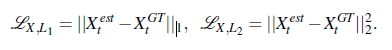 ℒ_{X,L_1} = ||X_t^{est} − X_t^{GT}||_1, ℒ_{X,L_2} = ||X_t^{est} − X_t^{GT}||_2^2.